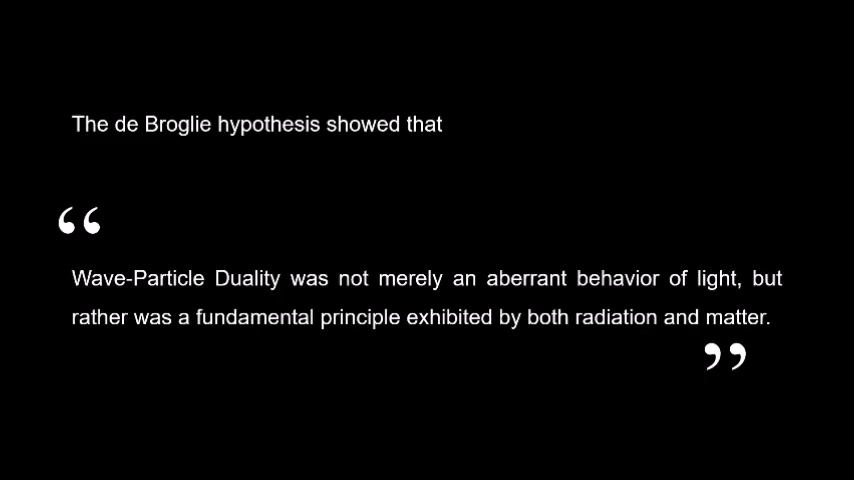 The de Broglie hypothesis showed that
“
Wave-Particle Duality was not merely an aberrant behavior of light, but
rather was a fundamental principle exhibited by both radiation and matter.
”